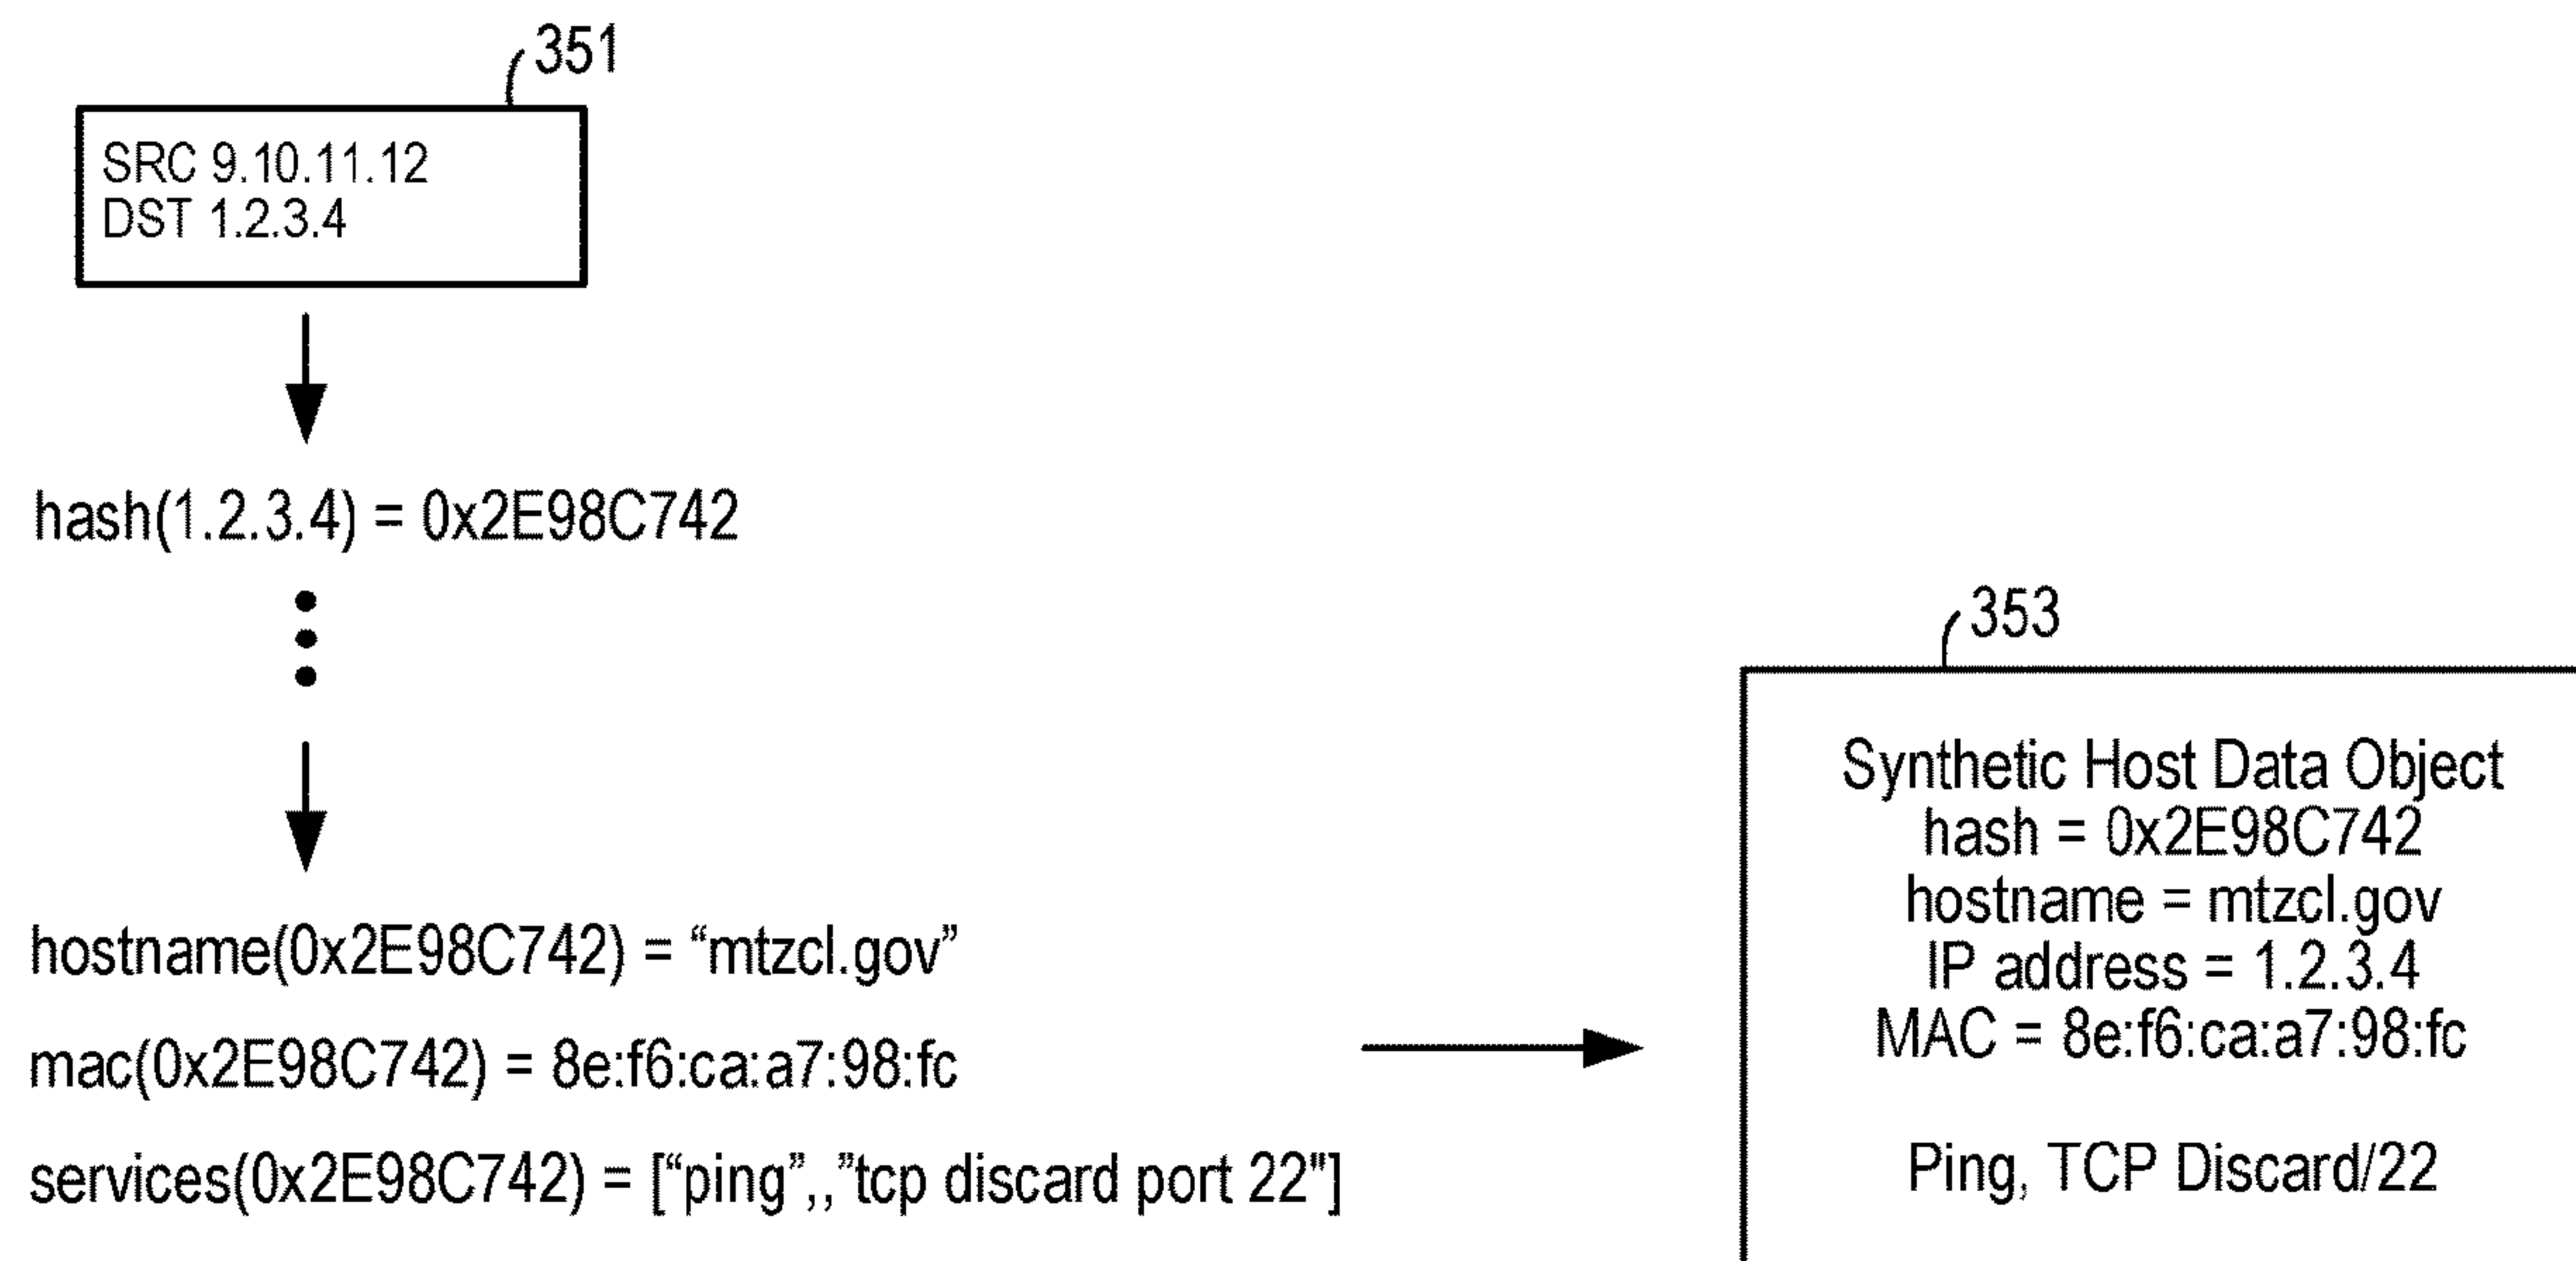 351
SRC 9.10.11.12
DST 1.2.3.4
hash(1.2.3.4) = 0x2E98C742
hostname(0x2E98C742) = “mtzcl.gov”
mac(0x2E98C742) = 8e:f6:ca:a7:98:fc
services(0x2E98C742) = [“ping”,,”tcp discard port 22"]
353
Synthetic Host Data Object
hash = 0x2E98C742
hostname = mtzcl.gov
IP address = 1.2.3.4
MAC = 8e:f6:ca:a7:98:fc
Ping, TCP Discard/22